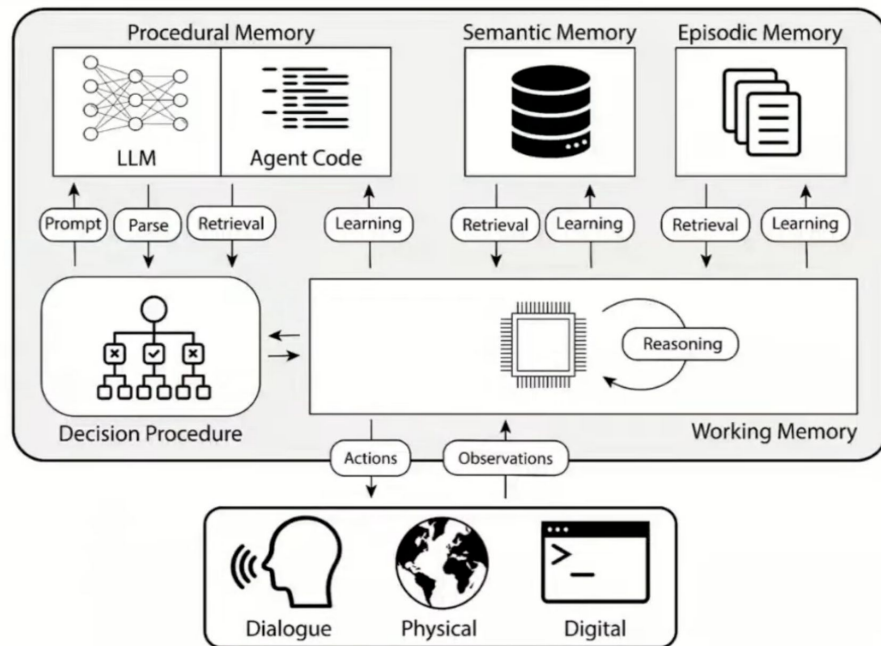 Procedural Memory
Semantic Memory
Episodic Memory
LLM
Agent Code
Prompt
Parse
Retrieval
Learning
Retrieval
Learning
Retrieval
Learning
Reasoning
Decision Procedure
Working Memory
Actions
Observations
>_
Dialogue
Physical
Digital